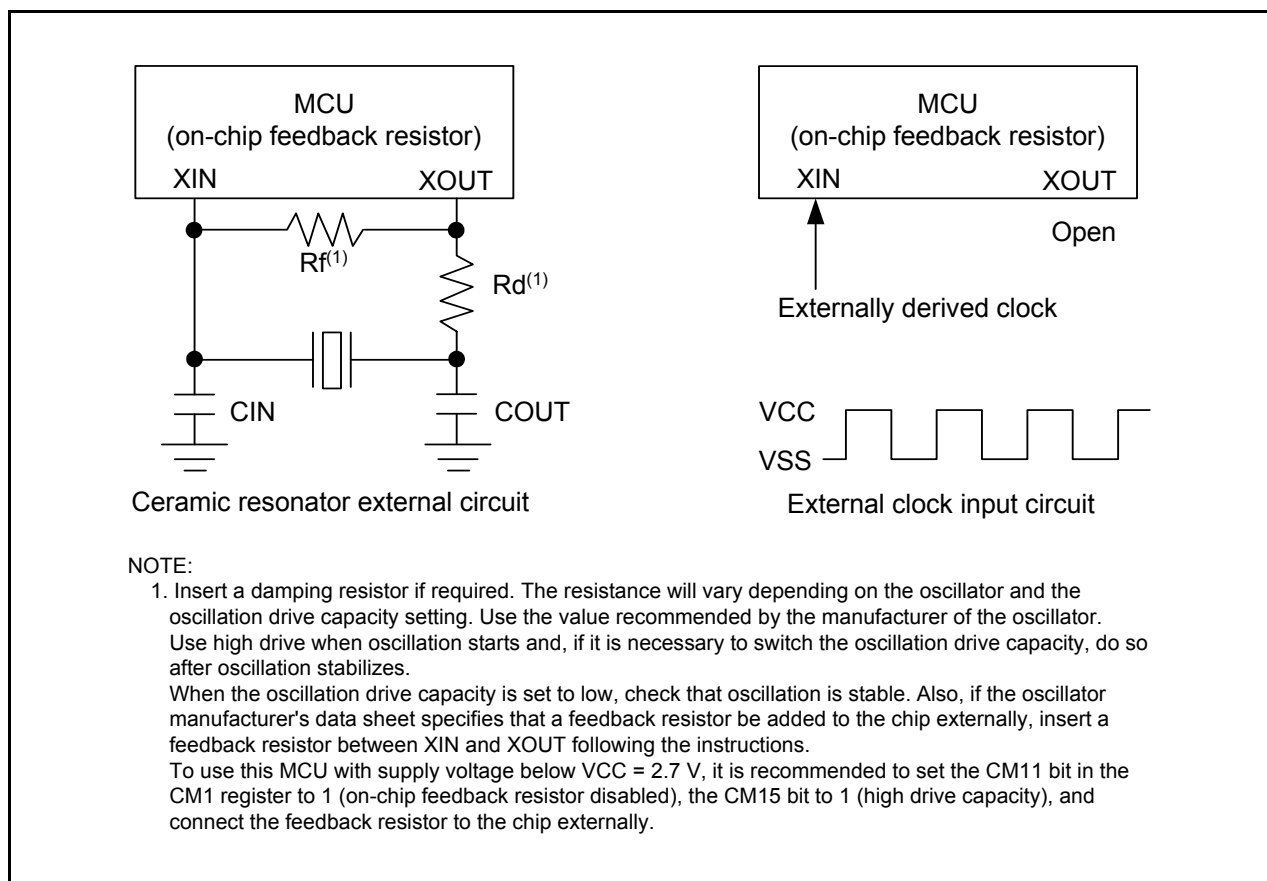 MCU
(on-chip feedback resistor)
XIN XOUT
Rf(1)
Rd(1)
CIN
COUT
Ceramic resonator external circuit
MCU
(on-chip feedback resistor)
XIN XOUT
Open
Externally derived clock
VCC
VSS
External clock input circuit
NOTE:
1. Insert a damping resistor if required. The resistance will vary depending on the oscillator and the
oscillation drive capacity setting. Use the value recommended by the manufacturer of the oscillator.
Use high drive when oscillation starts and, if it is necessary to switch the oscillation drive capacity, do so
after oscillation stabilizes.
When the oscillation drive capacity is set to low, check that oscillation is stable. Also, if the oscillator
manufacturer's data sheet specifies that a feedback resistor be added to the chip externally, insert a
feedback resistor between XIN and XOUT following the instructions.
To use this MCU with supply voltage below VCC = 2.7 V, it is recommended to set the CM11 bit in the
CM1 register to 1 (on-chip feedback resistor disabled), the CM15 bit to 1 (high drive capacity), and
connect the feedback resistor to the chip externally.